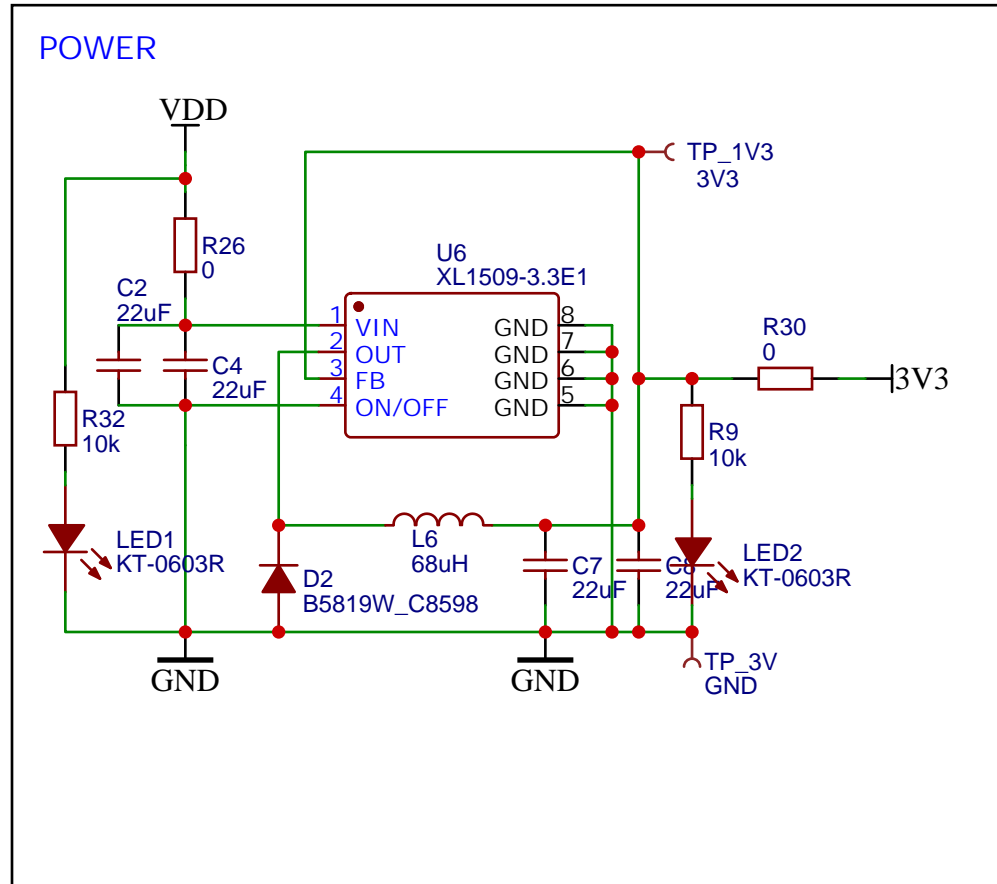 POWER
VDD
TP_1V3
3V3
R26
0
U6
XL1509-3.3E1
C2
22uF
1
VIN
2
OUT
3
FB
4
ON/OFF
GND
8
GND
7
GND
6
GND
5
R30
0
3V3
C4
22uF
R32
10k
R9
10k
LED1
KT-0603R
L6
68uH
D2
B5819W_C8598
C7
22uF
C8
22uF
LED2
KT-0603R
GND
GND
TP_3V
GND